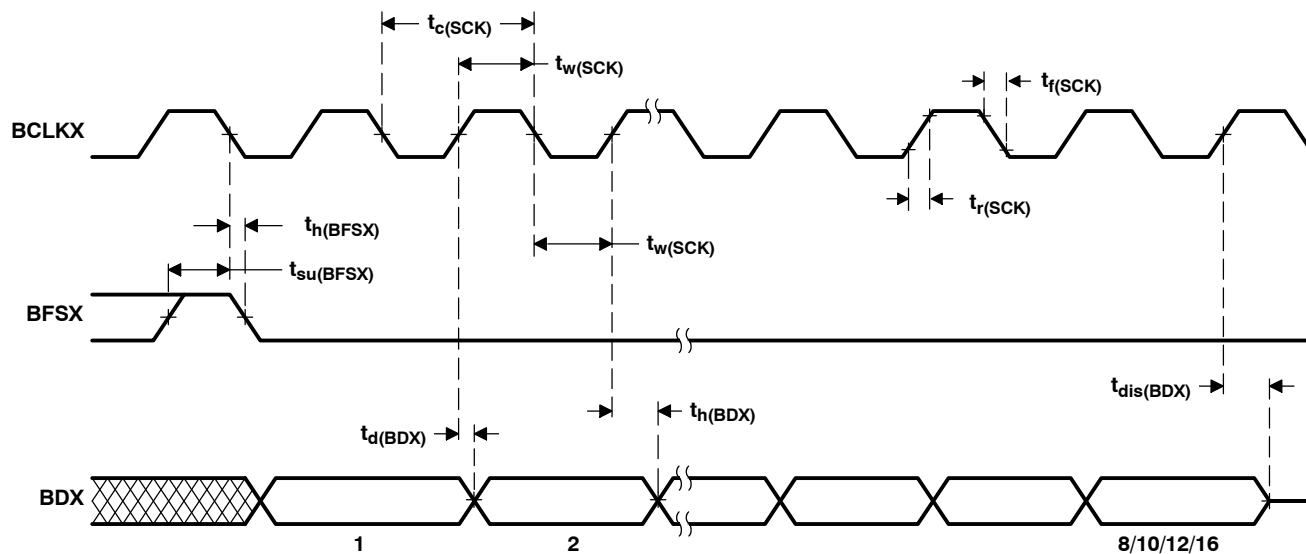 tc(SCK)
tw(SCK)
tf(SCK)
BCLKX
tr(SCK)
th(BFSX)
tw(SCK)
tsu(BFSX)
BFSX
tdis(BDX)
th(BDX)
td(BDX)
BDX
1
2
8/10/12/16